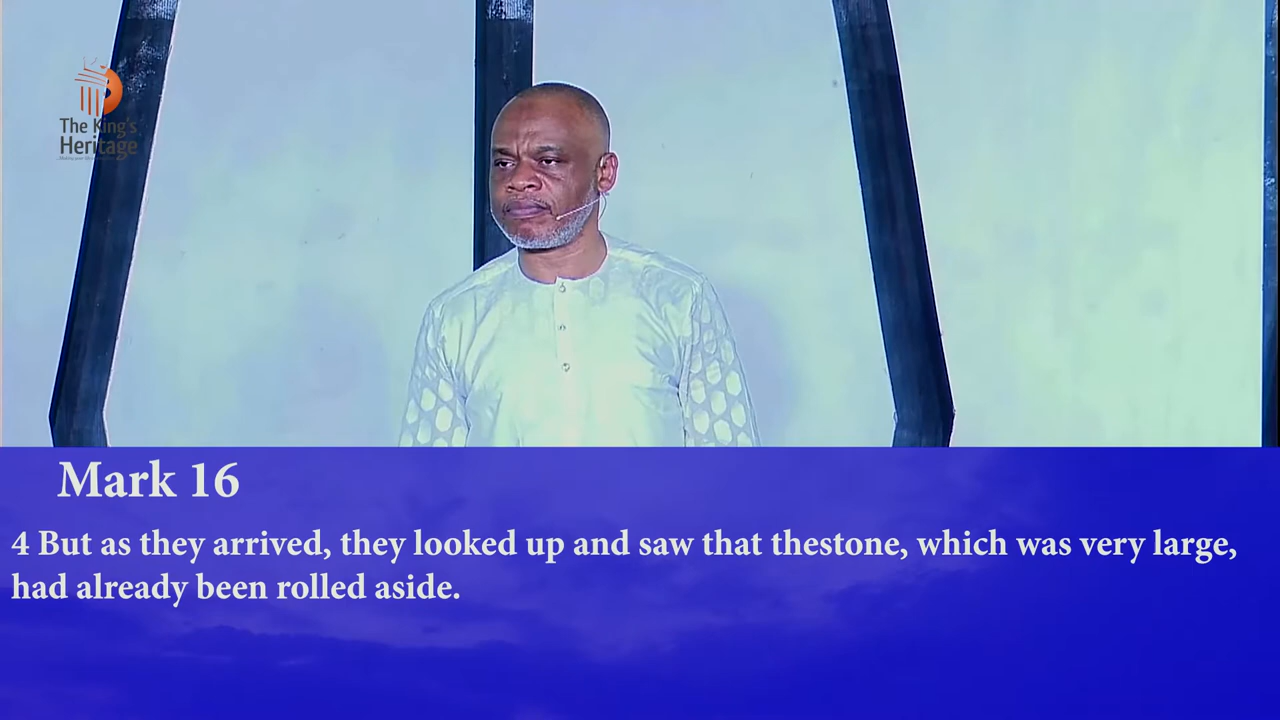 The King's
Heritage
Mark 16
4 But as they arrived, they looked up and saw that thestone, which was very large,
had already been rolled aside.